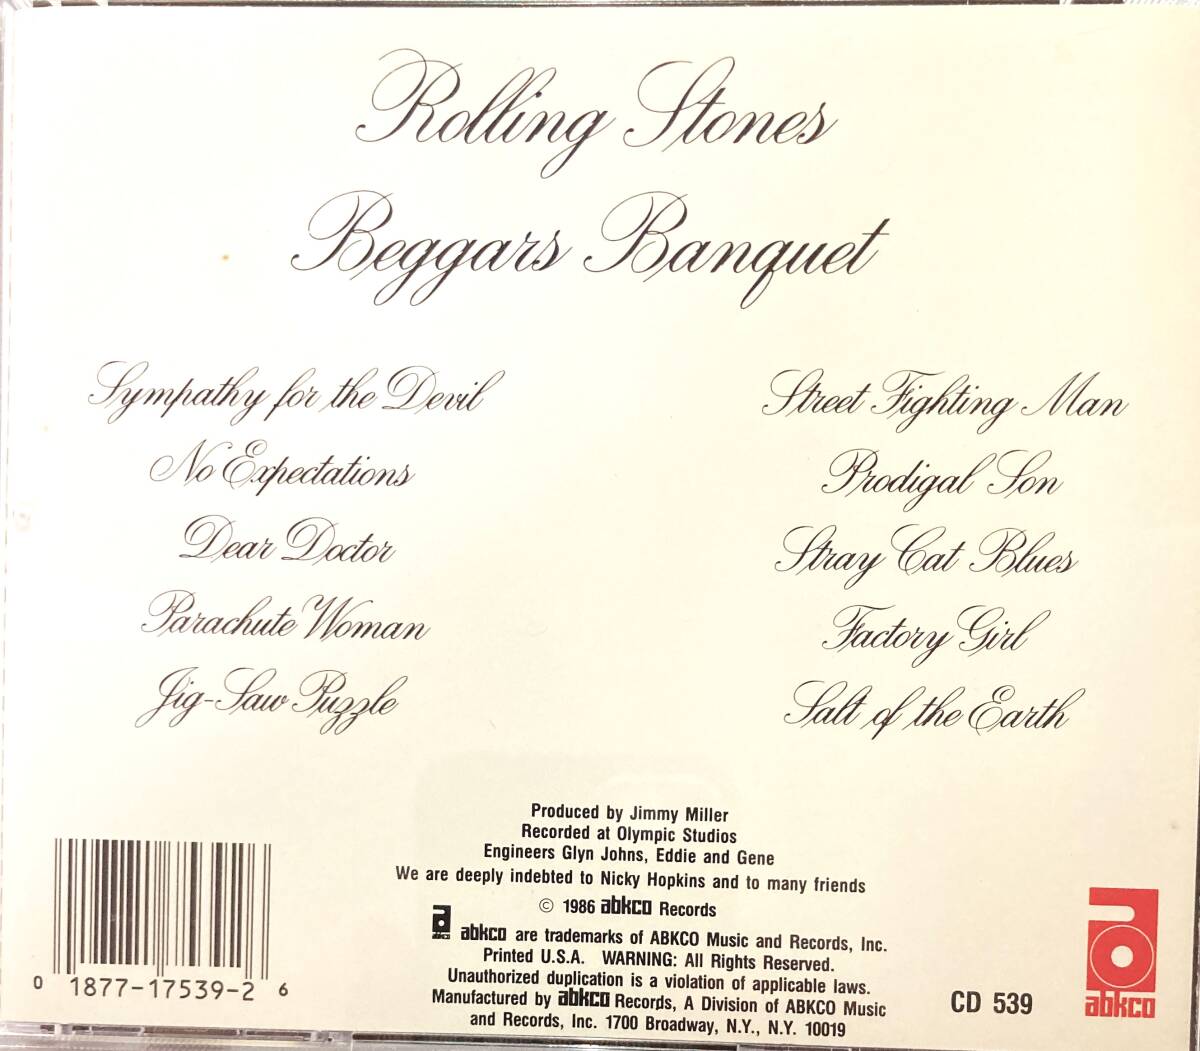 Rolling Stones
Beggars Banquet
Sympathy for the Devil
No Expectations
Dear Doctor
Parachute Woman
Jig-Saw Puzzle
Street Fighting Man
Prodigal Son
Stray Cat Blues
Factory Girl
Salt of the Earth
Produced by Jimmy Miller
Recorded at Olympic Studios
Engineers Glyn Johns, Eddie and Gene
We are deeply indebted to Nicky Hopkins and to many friends
© 1986 abkco Records
abkco abkco are trademarks of ABKCO Music and Records, Inc.
Printed U.S.A. WARNING: All Rights Reserved.
Unauthorized duplication is a violation of applicable laws.
Manufactured by abkco Records, A Division of ABKCO Music
and Records, Inc. 1700 Broadway, N.Y., N.Y. 10019
0 1877-17539-2 6
CD 539
abkco